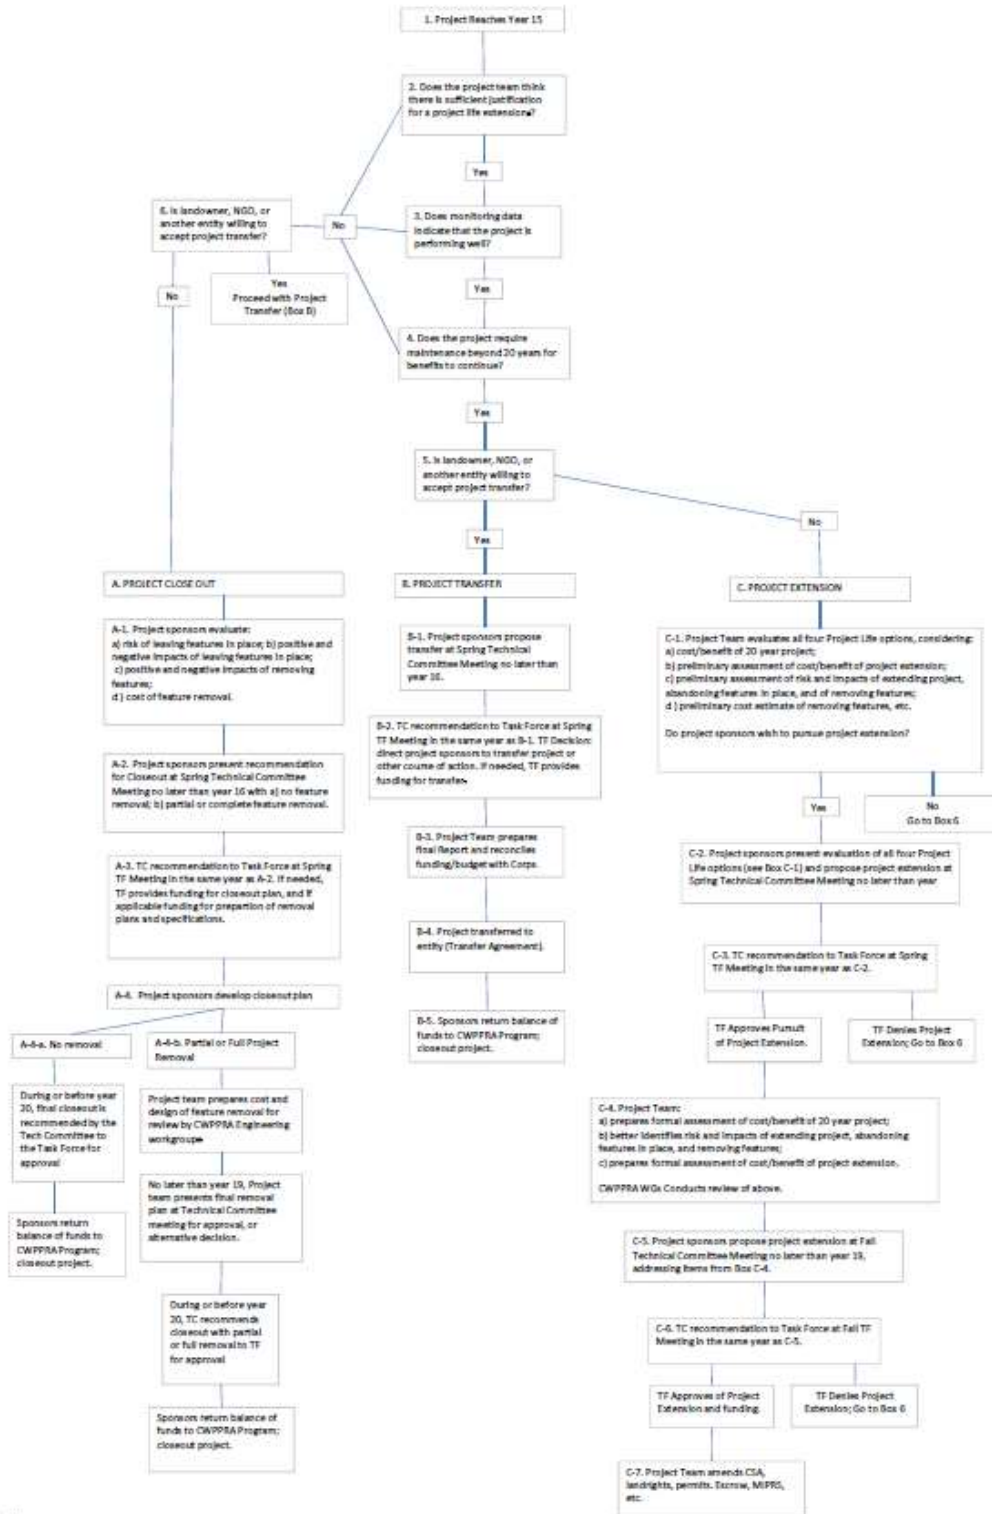 1. Project Reaches Year 15
2. Does the project team think
there is sufficient justification
for a project life extension?
Yes
6. Is landowner, NGO, or
another entity willing to
accept project transfer?
No
3. Does monitoring data
indicate that the project is
performing well?
Yes
Proceed with Project
Transfer (Box B)
No
Yes
4. Does the project require
maintenance beyond 20 years for
benefits to continue?
Yes
5. Is landowner, NGO, or
another entity willing to
accept project transfer?
No
Yes
A. PROJECT CLOSE OUT
A-1. Project sponsors evaluate:
a) risk of leaving features in place; b) positive and
negative impacts of leaving features in place;
c) positive and negative impacts of removing
features;
d) cost of feature removal.
A-2. Project sponsors present recommendation
for Closeout at Spring Technical Committee
Meeting no later than year 16 with a) no feature
removal; b) partial or complete feature removal.
A-3. TC recommendation to Task Force at Spring
TF Meeting in the same year as A-2. If needed,
TF provides funding for closeout plan, and if
applicable funding for prepartion of removal
plans and specifications.
A-4. Project sponsors develop closeout plan
A-4-a. No removal
During or before year
20, final closeout is
recommended by the
Tech Committee to
the Task Force for
approval
Sponsors return
balance of funds to
CWPPRA Program;
closeout project.
A-4-b. Partial or Full Project
Removal
Project team prepares cost and
design of feature removal for
review by CWPPRA Engineering
workgroup
No later than year 19, Project
team presents final removal
plan at Technical Committee
meeting for approval, or
alternative decision.
During or before year
20, TC recommends
closeout with partial
or full removal to TF
for approval
Sponsors return balance of
funds to CWPPRA Program;
closeout project.
B. PROJECT TRANSFER
B-1. Project sponsors propose
transfer at Spring Technical
Committee Meeting no later than
year 16.
B-2. TC recommendation to Task Force at Spring
TF Meeting in the same year as B-1. TF Decision:
direct project sponsors to transfer project or
other course of action. If needed, TF provides
funding for transfer.
B-3. Project Team prepares
final Report and reconciles
funding/budget with Corps.
B-4. Project transferred to
entity (Transfer Agreement).
B-5. Sponsors return balance of
funds to CWPPRA Program;
closeout project.
C. PROJECT EXTENSION
C-1. Project Team evaluates all four Project Life options, considering:
a) cost/benefit of 20 year project;
b) preliminary assessment of cost/benefit of project extension;
c) preliminary assessment of risk and impacts of extending project,
abandoning features in place, and of removing features;
d) preliminary cost estimate of removing features, etc.
Do project sponsors wish to pursue project extension?
Yes
No
Go to Box 6
C-2. Project sponsors present evaluation of all four Project
Life options (see Box C-1) and propose project extension at
Spring Technical Committee Meeting no later than year
C-3. TC recommendation to Task Force at Spring
TF Meeting in the same year as C-2.
TF Approves Pursuit
of Project Extension.
TF Denies Project
Extension; Go to Box 6
C-4. Project Team:
a) prepares formal assessment of cost/benefit of 20 year project;
b) better identifies risk and impacts of extending project, abandoning
features in place, and removing features;
c) prepares formal assessment of cost/benefit of project extension.
CWPPRA WGs Conducts review of above.
C-5. Project sponsors propose project extension at Fall
Technical Committee Meeting no later than year 19,
addressing items from Box C-4.
C-6. TC recommendation to Task Force at Fall TF
Meeting in the same year as C-5.
TF Approves of Project
Extension and funding.
TF Denies Project
Extension; Go to Box 6
C-7. Project Team amends CSA,
landrights, permits. Escrow, MIPRS,
etc.